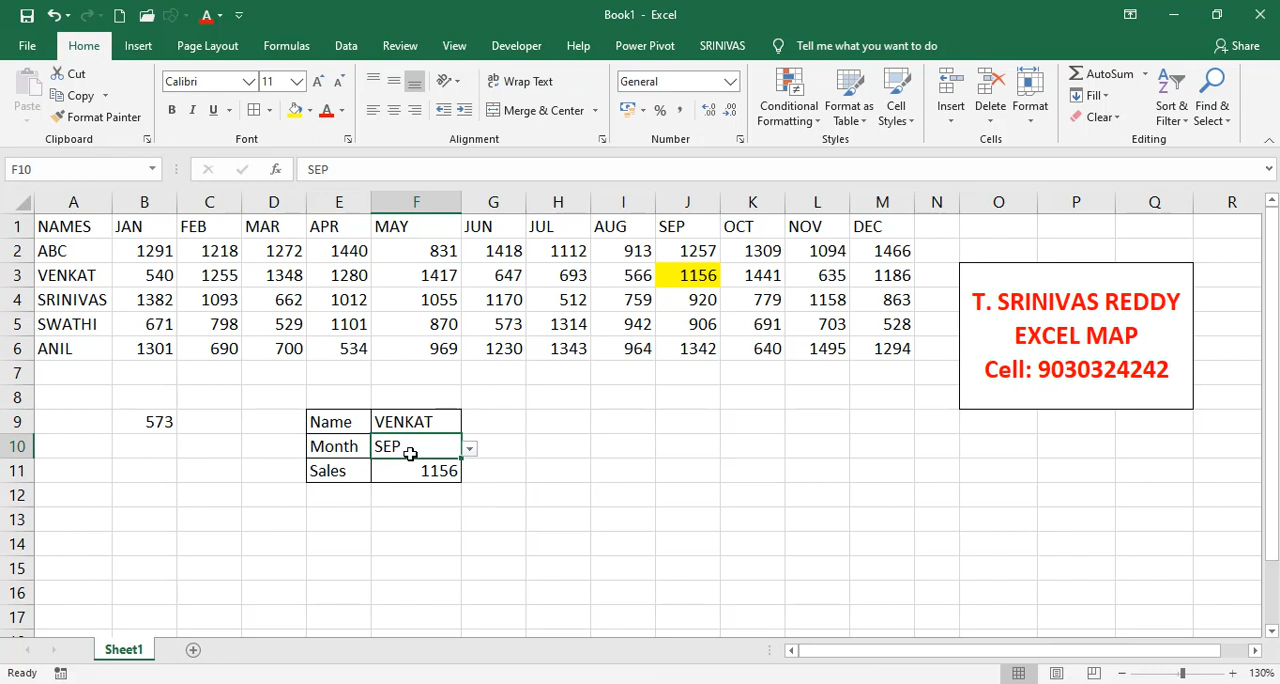 Book1 - Excel
File Home Insert Page Layout Formulas Data Review View Developer Help Power Pivot SRINIVAS Tell me what you want to do Share
Paste
Cut
Copy
Format Painter
Clipboard
Calibri 11
B I U
Font
Wrap Text
Merge & Center
Alignment
General
Number
Conditional Formatting
Format as Table
Cell Styles
Styles
Insert Delete Format
Cells
AutoSum
Fill
Clear
Sort & Filter
Find & Select
Editing
F10 fx SEP
A B C D E F G H I J K L M N O P Q R
1 NAMES JAN FEB MAR APR MAY JUN JUL AUG SEP OCT NOV DEC
2 ABC 1291 1218 1272 1440 831 1418 1112 913 1257 1309 1094 1466
3 VENKAT 540 1255 1348 1280 1417 647 693 566 1156 1441 635 1186
4 SRINIVAS 1382 1093 662 1012 1055 1170 512 759 920 779 1158 863
5 SWATHI 671 798 529 1101 870 573 1314 942 906 691 703 528
6 ANIL 1301 690 700 534 969 1230 1343 964 1342 640 1495 1294
T. SRINIVAS REDDY
EXCEL MAP
Cell: 9030324242
7
8
9 573 Name VENKAT
10 Month SEP
11 Sales 1156
12
13
14
15
16
17
Sheet1
Ready 130%